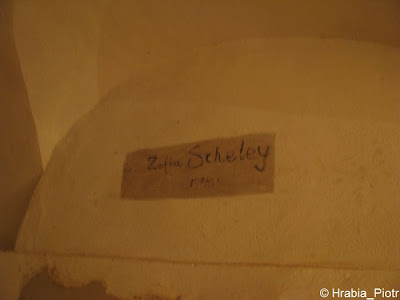 Zofia Scheley
© Hrabia_Piotr